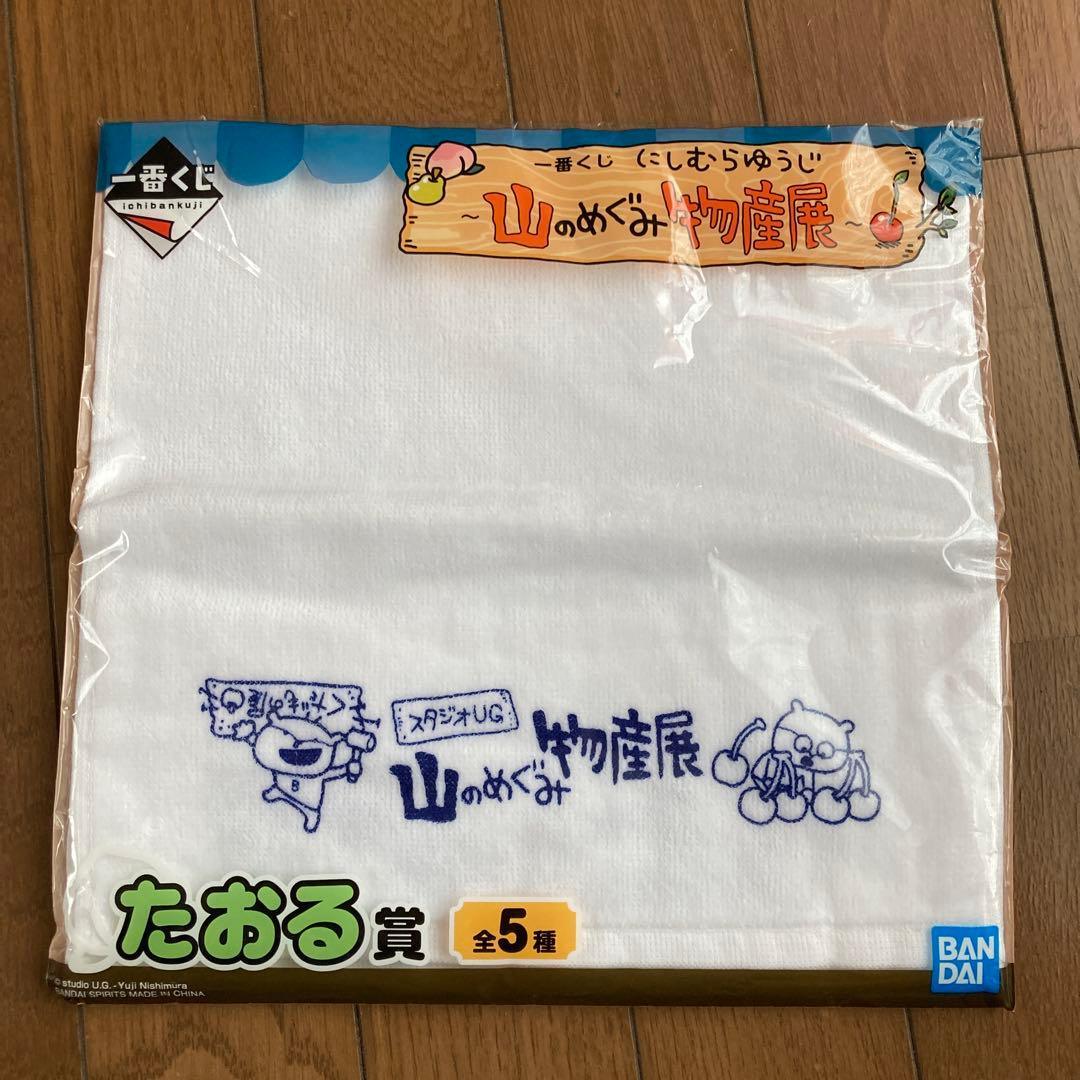 一番くじ
ichibankuji
一番くじ にしむらゆうじ
～山のめぐみ物産展～
スタジオUG
山のめぐみ物産展
B
たおる賞
全5種
BAN
DAI
© studio U.G. - Yuji Nishimura
BANDAI SPIRITS MADE IN CHINA